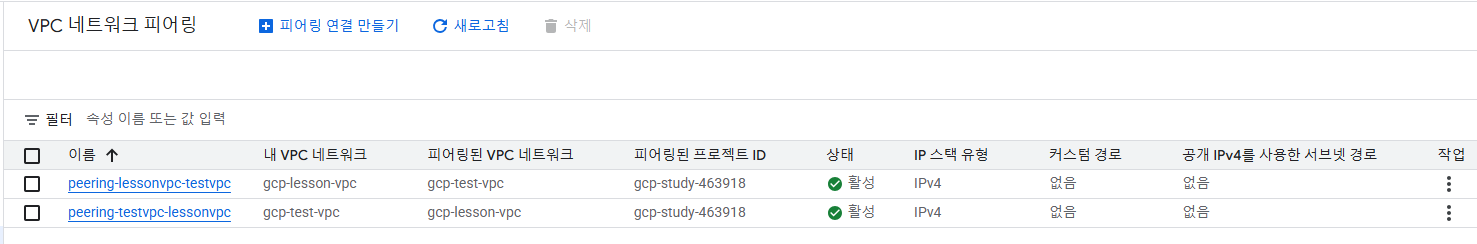 VPC 네트워크 피어링 피어링 연결 만들기 새로고침 삭제
필터 속성 이름 또는 값 입력
이름 내 VPC 네트워크 피어링된 VPC 네트워크 피어링된 프로젝트 ID 상태 IP 스택 유형 커스텀 경로 공개 IPv4를 사용한 서브넷 경로 작업
peering-lessonvpc-testvpc gcp-lesson-vpc gcp-test-vpc gcp-study-463918 활성 IPv4 없음 없음
peering-testvpc-lessonvpc gcp-test-vpc gcp-lesson-vpc gcp-study-463918 활성 IPv4 없음 없음